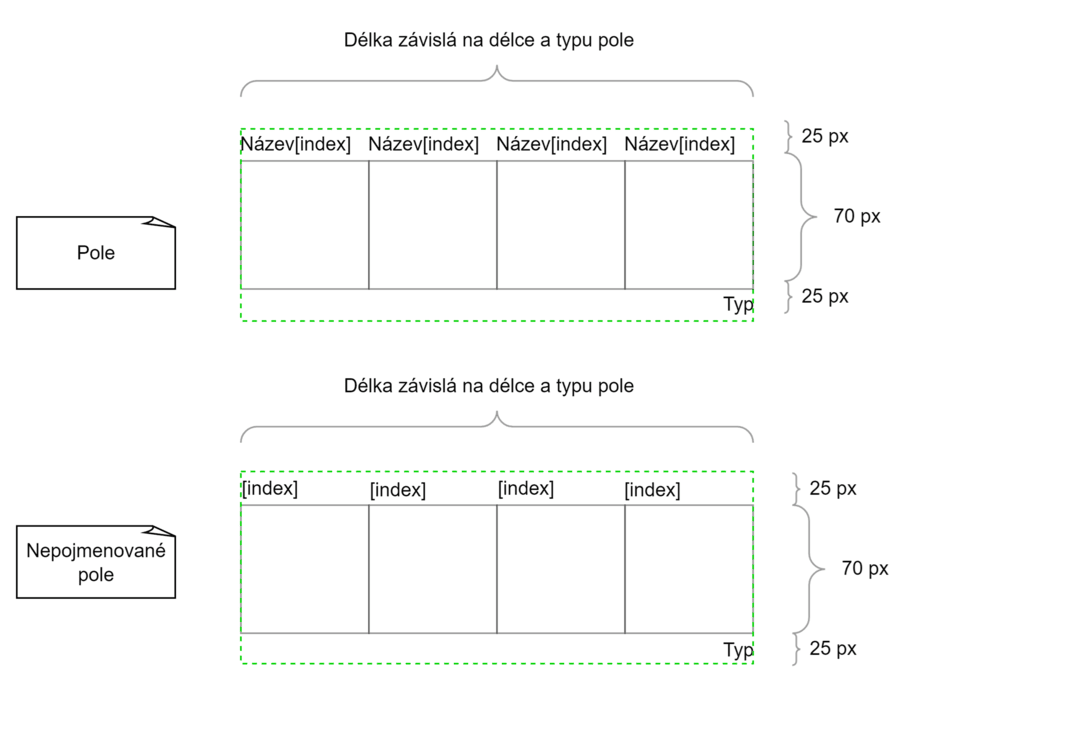 Délka závislá na délce a typu pole
Název[index] Název[index] Název[index] Název[index]
25 px
70 px
Pole
25 px
Typ
Délka závislá na délce a typu pole
[index] [index] [index] [index]
25 px
Nepojmenované
pole
70 px
25 px
Typ